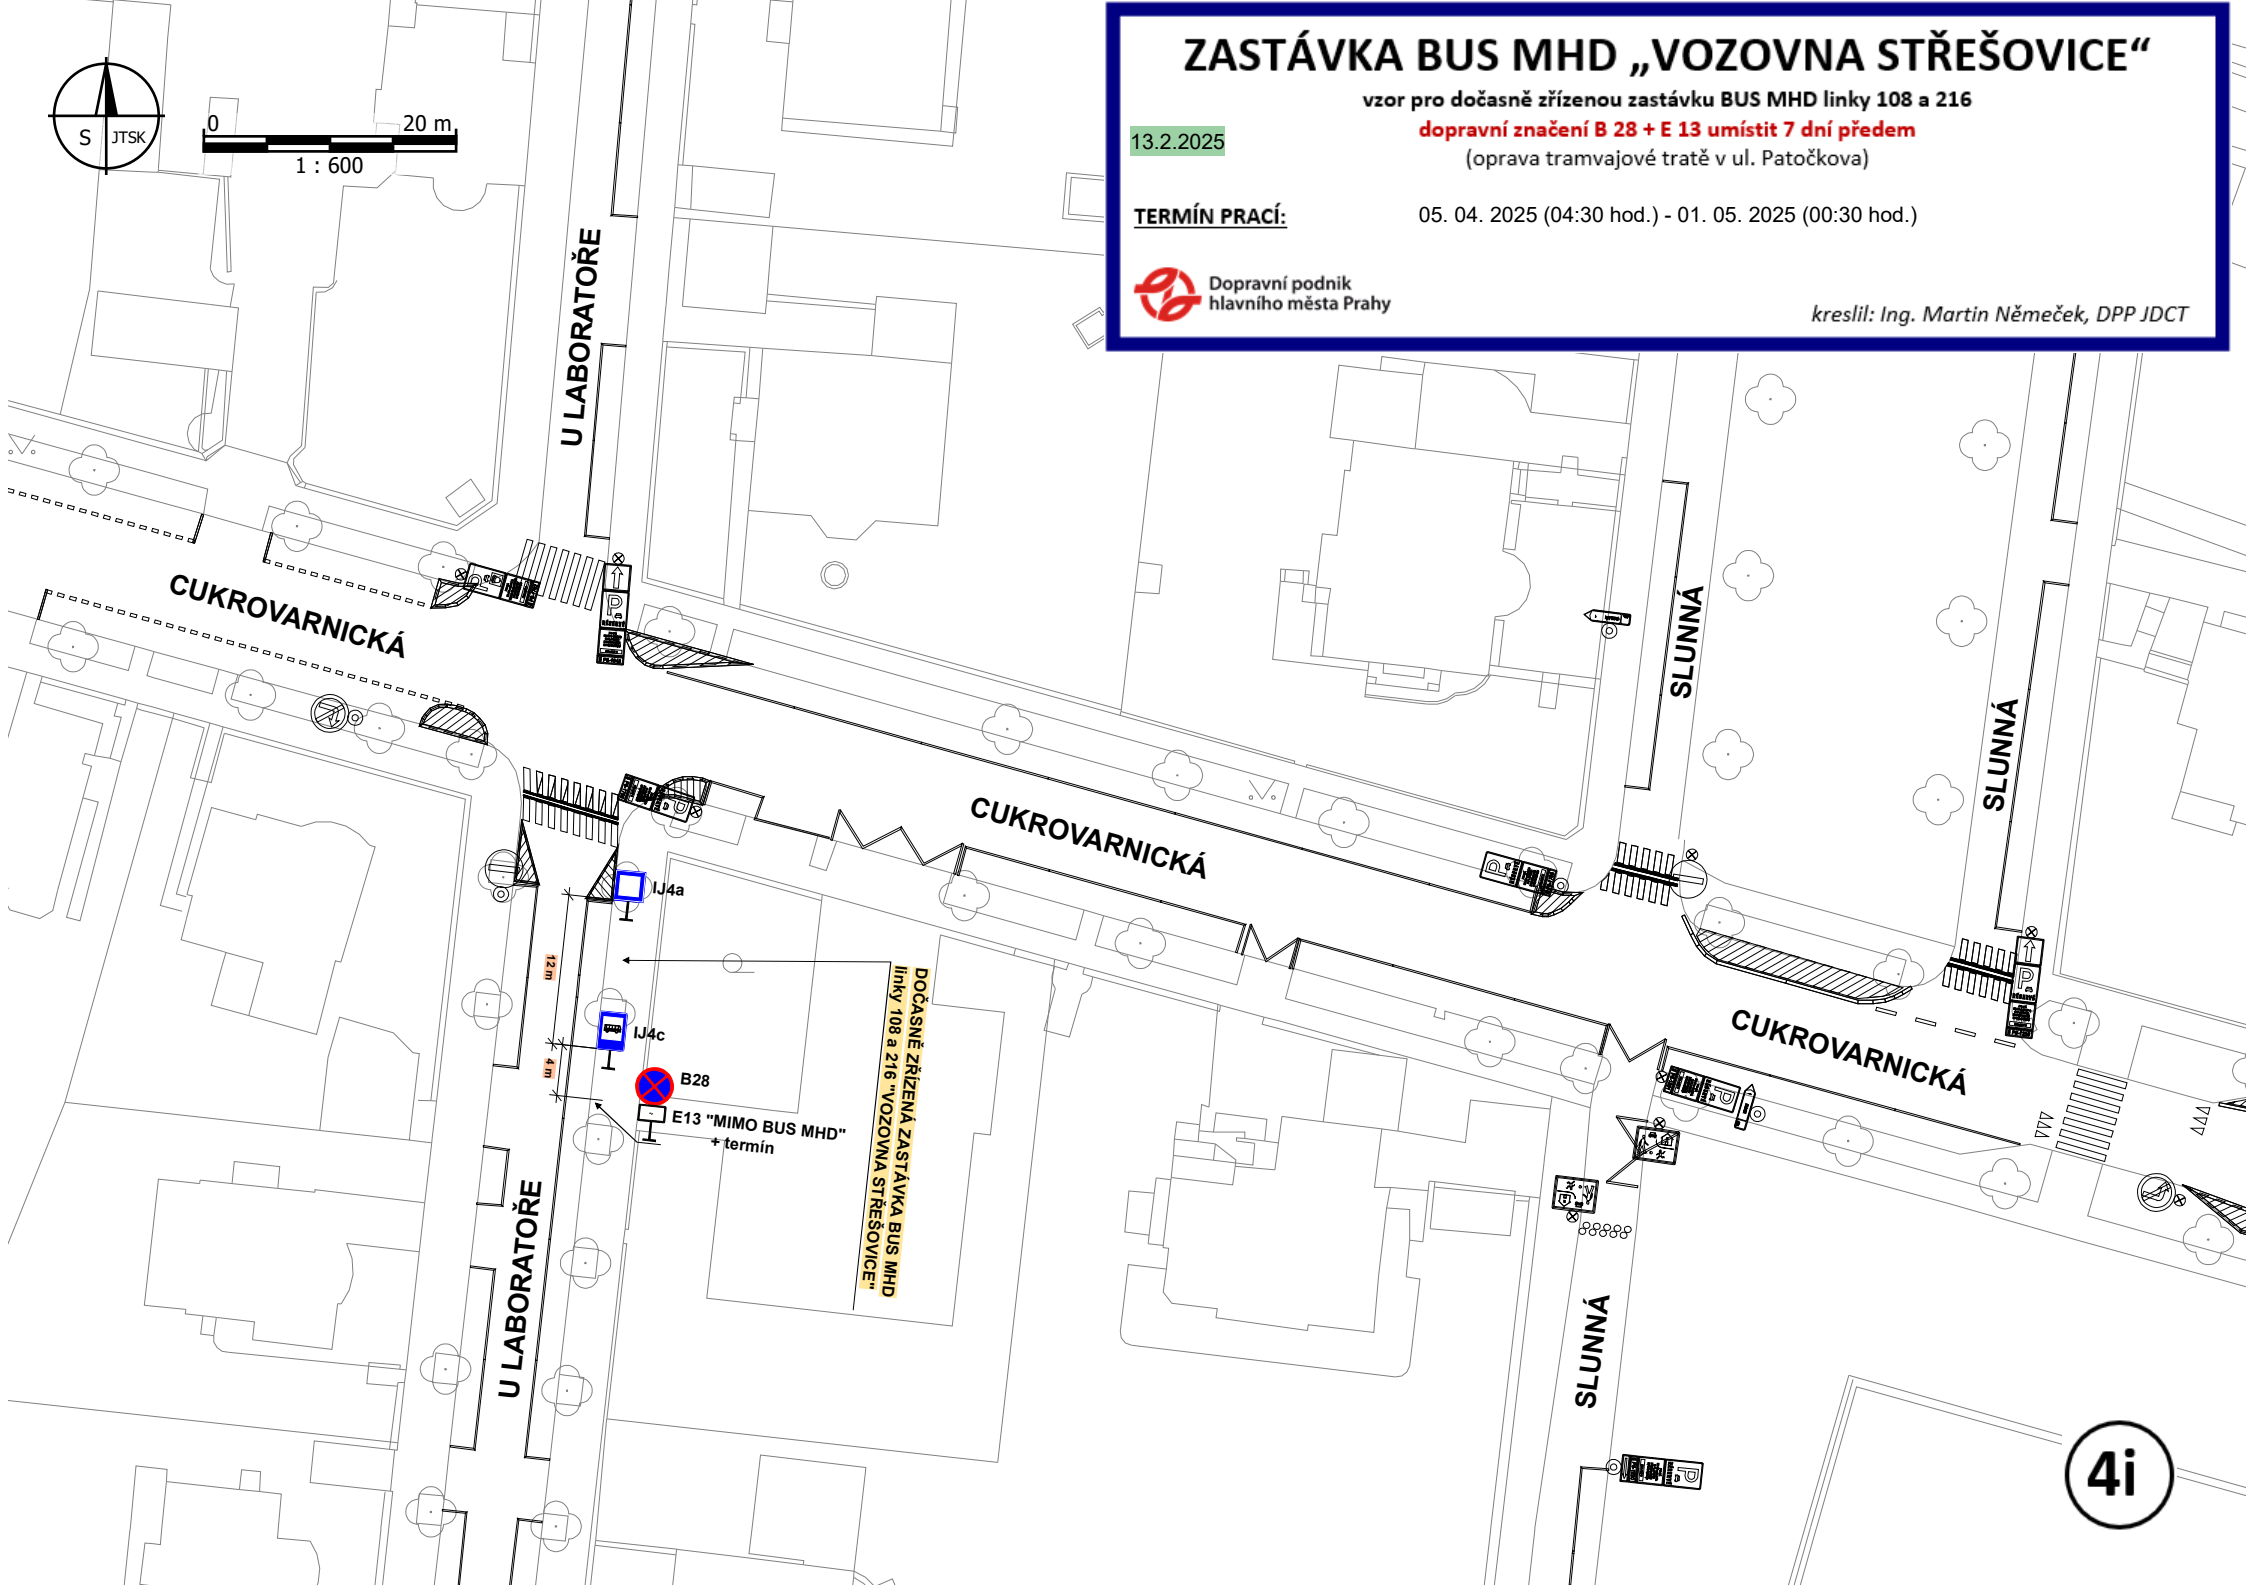 ZASTÁVKA BUS MHD „VOZOVNA STŘEŠOVICE“
vzor pro dočasně zřízenou zastávku BUS MHD linky 108 a 216
dopravní značení B 28 + E 13 umístit 7 dní předem
13.2.2025
(oprava tramvajové tratě v ul. Patočkova)
TERMÍN PRACÍ:
05. 04. 2025 (04:30 hod.) - 01. 05. 2025 (00:30 hod.)
Dopravní podnik
hlavního města Prahy
kreslil: Ing. Martin Němeček, DPP JDCT
S JTSK
0 20 m
1 : 600
U LABORATOŘE
CUKROVARNICKÁ
SLUNNÁ
SLUNNÁ
CUKROVARNICKÁ
CUKROVARNICKÁ
IJ4a
12 m
IJ4c
4 m
B28
E13 "MIMO BUS MHD"
+ termín
DOČASNĚ ZŘÍZENÁ ZASTÁVKA BUS MHD
linky 108 a 216 "VOZOVNA STŘEŠOVICE"
U LABORATOŘE
SLUNNÁ
P
P
P
P
P
P
P
4i